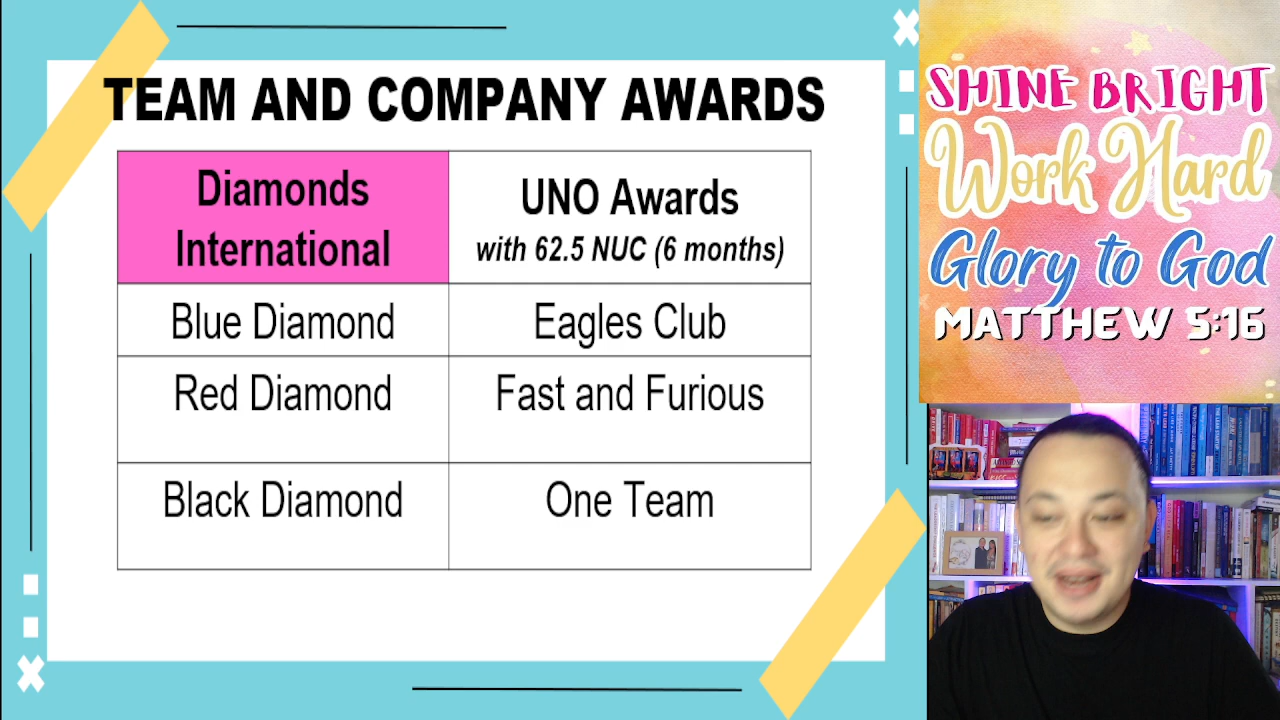 TEAM AND COMPANY AWARDS
Diamonds
International
UNO Awards
with 62.5 NUC (6 months)
Blue Diamond
Eagles Club
Red Diamond
Fast and Furious
Black Diamond
One Team
SHINE BRIGHT
Work Hard
Glory to God
MATTHEW 5:16